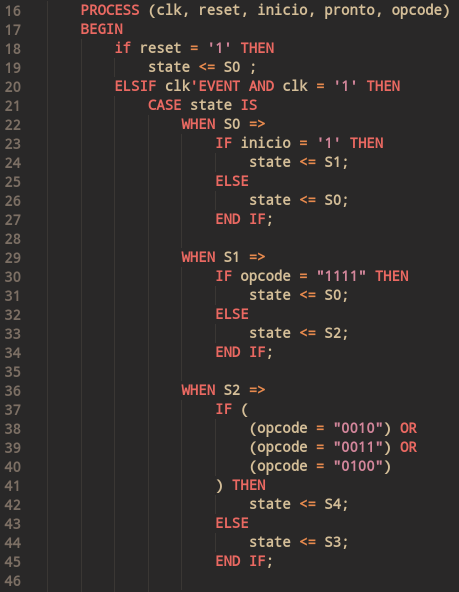 16 PROCESS (clk, reset, inicio, pronto, opcode)
17 BEGIN
18 if reset = '1' THEN
19 state <= S0 ;
20 ELSIF clk'EVENT AND clk = '1' THEN
21 CASE state IS
22 WHEN S0 =>
23 IF inicio = '1' THEN
24 state <= S1;
25 ELSE
26 state <= S0;
27 END IF;
28
29 WHEN S1 =>
30 IF opcode = "1111" THEN
31 state <= S0;
32 ELSE
33 state <= S2;
34 END IF;
35
36 WHEN S2 =>
37 IF (
38 (opcode = "0010") OR
39 (opcode = "0011") OR
40 (opcode = "0100")
41 ) THEN
42 state <= S4;
43 ELSE
44 state <= S3;
45 END IF;
46